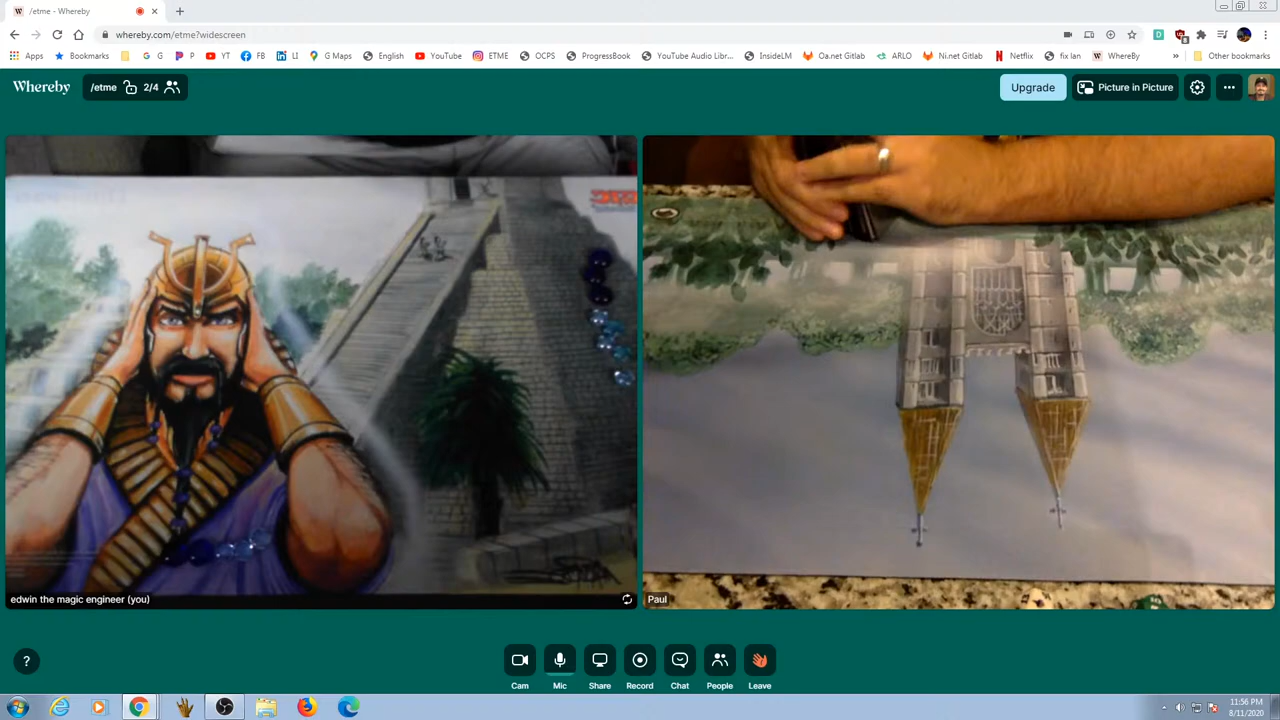 /etme - Whereby
whereby.com/etme?widescreen
Apps Bookmarks G G P P YT FB LI G Maps English YouTube ETME OCPS ProgressBook YouTube Audio Libr... InsideLM Oa.net Gitlab ARLO Ni.net Gitlab Netflix fix lan WhereBy » Other bookmarks
Whereby /etme 2/4 Upgrade Picture in Picture
edwin the magic engineer (you)
Paul
?
Cam Mic Share Record Chat People Leave
11:56 PM
8/11/2020